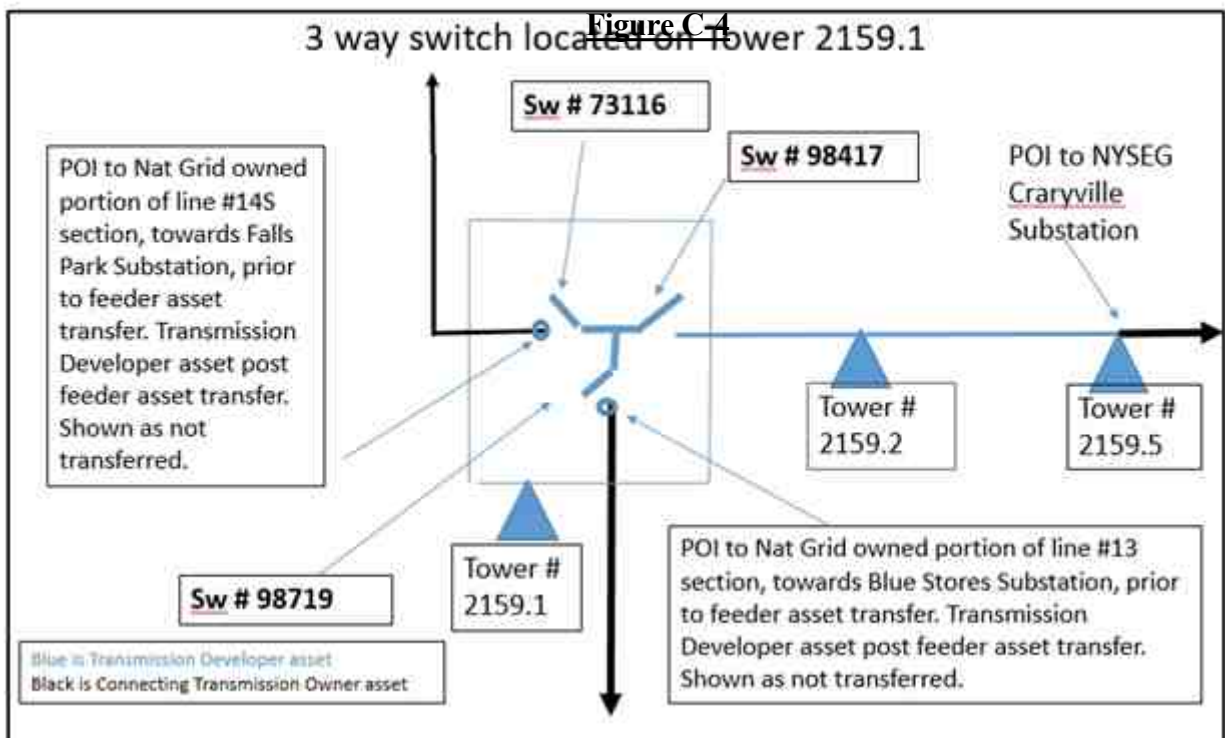 Figure C-4
3 way switch located on Tower 2159.1
Sw # 73116
Sw # 98417
POI to NYSEG
Craryville
Substation
POI to Nat Grid owned
portion of line #14S
section, towards Falls
Park Substation, prior
to feeder asset
transfer. Transmission
Developer asset post
feeder asset transfer.
Shown as not
transferred.
Tower #
2159.2
Tower #
2159.5
Sw # 98719
Tower #
2159.1
POI to Nat Grid owned portion of line #13
section, towards Blue Stores Substation, prior
to feeder asset transfer. Transmission
Developer asset post feeder asset transfer.
Shown as not transferred.
Blue is Transmission Developer asset
Black is Connecting Transmission Owner asset